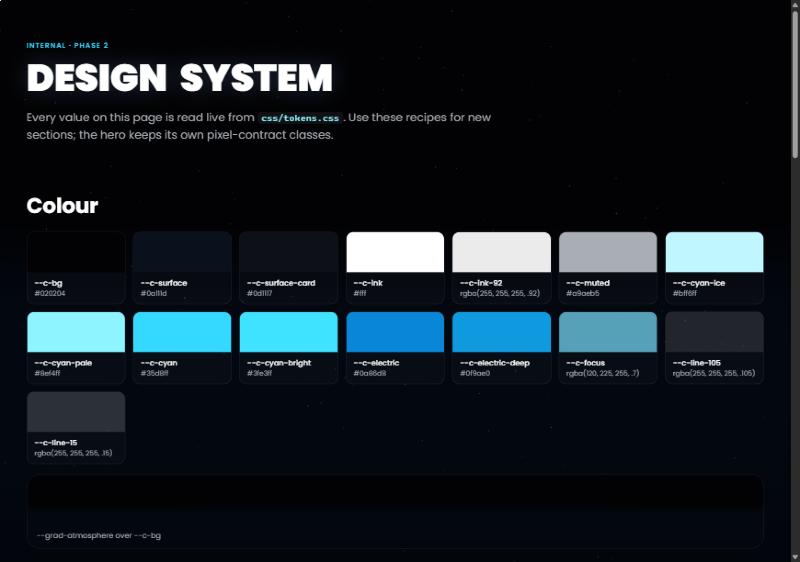 INTERNAL · PHASE 2
DESIGN SYSTEM
Every value on this page is read live from css/tokens.css. Use these recipes for new
sections; the hero keeps its own pixel-contract classes.
Colour
--c-bg
#020204
--c-surface
#0a111d
--c-surface-card
#0d1117
--c-ink
#fff
--c-ink-92
rgba(255, 255, 255, .92)
--c-muted
#a9aeb5
--c-cyan-ice
#bff6ff
--c-cyan-pale
#8ef4ff
--c-cyan
#35d8ff
--c-cyan-bright
#3fe3ff
--c-electric
#0a86d8
--c-electric-deep
#0f9ae0
--c-focus
rgba(120, 225, 255, .7)
--c-line-105
rgba(255, 255, 255, .105)
--c-line-15
rgba(255, 255, 255, .15)
--grad-atmosphere over --c-bg